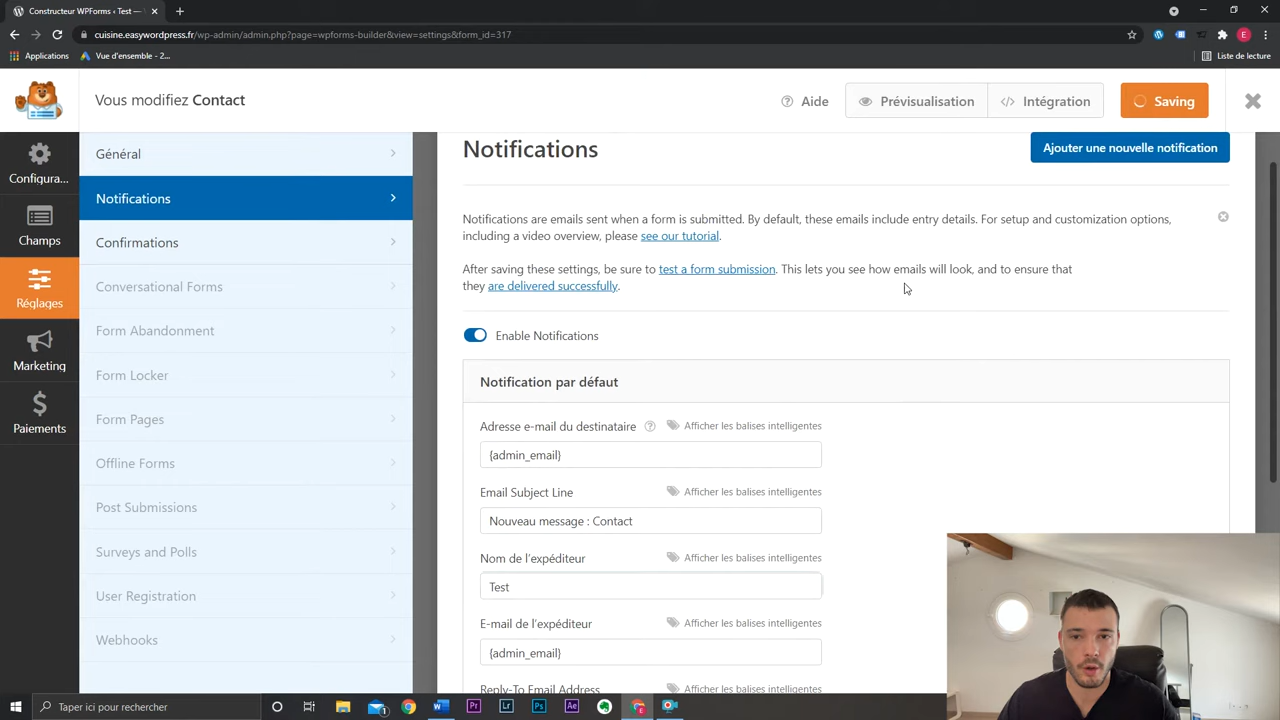 Constructeur WPForms ‹ Test —
cuisine.easywordpress.fr/wp-admin/admin.php?page=wpforms-builder&view=settings&form_id=317
E
Applications
Vue d'ensemble - 2...
Liste de lecture
Vous modifiez Contact
Aide
Prévisualisation
Intégration
Saving
Configura...
Champs
Réglages
Marketing
Paiements
Général
Notifications
Confirmations
Conversational Forms
Form Abandonment
Form Locker
Form Pages
Offline Forms
Post Submissions
Surveys and Polls
User Registration
Webhooks
Notifications
Ajouter une nouvelle notification
Notifications are emails sent when a form is submitted. By default, these emails include entry details. For setup and customization options,
including a video overview, please see our tutorial.
After saving these settings, be sure to test a form submission. This lets you see how emails will look, and to ensure that
they are delivered successfully.
Enable Notifications
Notification par défaut
Adresse e-mail du destinataire
Afficher les balises intelligentes
{admin_email}
Email Subject Line
Afficher les balises intelligentes
Nouveau message : Contact
Nom de l'expéditeur
Afficher les balises intelligentes
Test
E-mail de l'expéditeur
Afficher les balises intelligentes
{admin_email}
Reply-To Email Address
Afficher les balises intelligentes
Taper ici pour rechercher
Pr
Lr
Ps
Ae